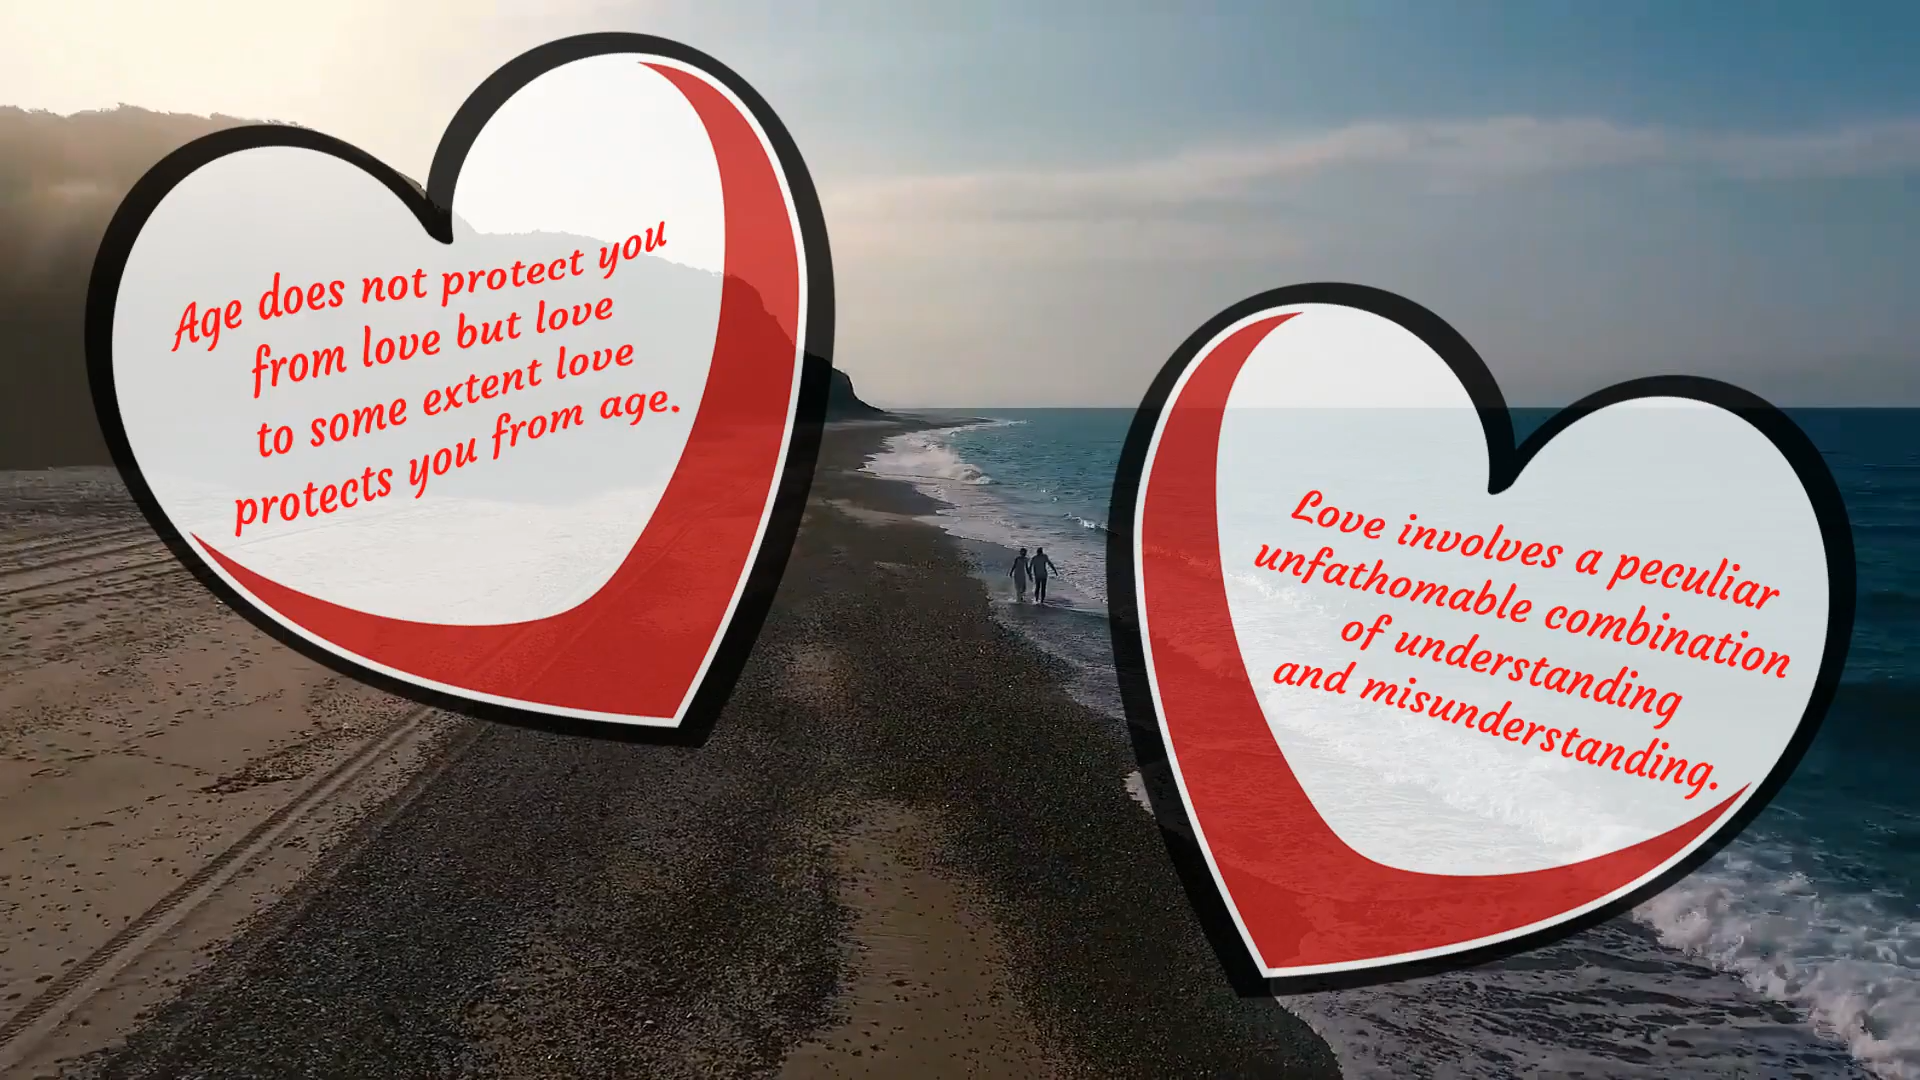 Age does not protect you
from love but love
to some extent love
protects you from age.
Love involves a peculiar
unfathomable combination
of understanding
and misunderstanding.